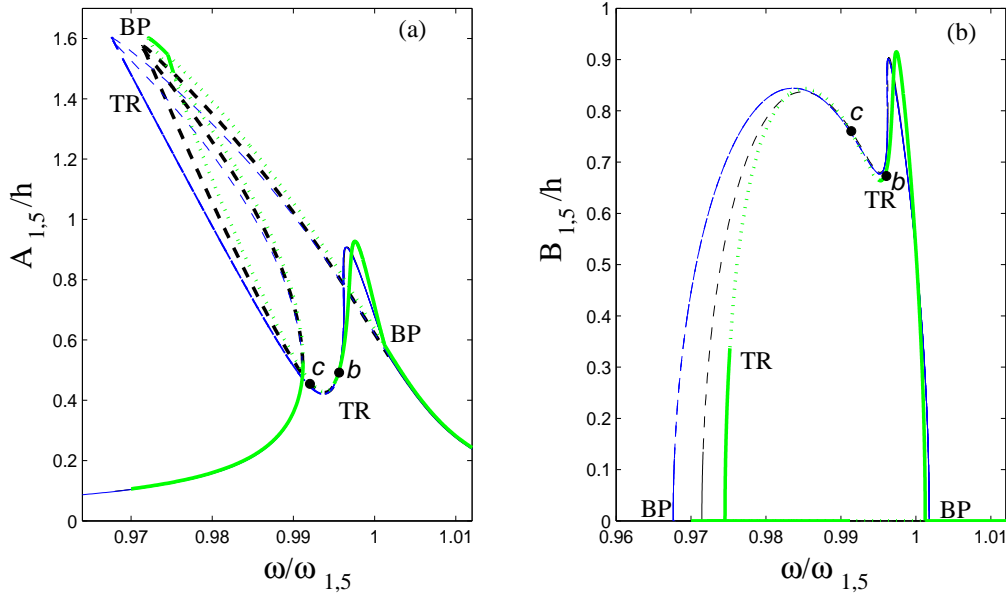 (a)
BP
TR
c
b
TR
BP
1.6
1.4
1.2
1
0.8
0.6
0.4
0.2
0
0.97
0.98
0.99
1
1.01
A 1,5 /h
ω/ω 1,5
(b)
c
b
TR
TR
BP
BP
1
0.9
0.8
0.7
0.6
0.5
0.4
0.3
0.2
0.1
0
0.96
0.97
0.98
0.99
1
1.01
B 1,5 /h
ω/ω 1,5